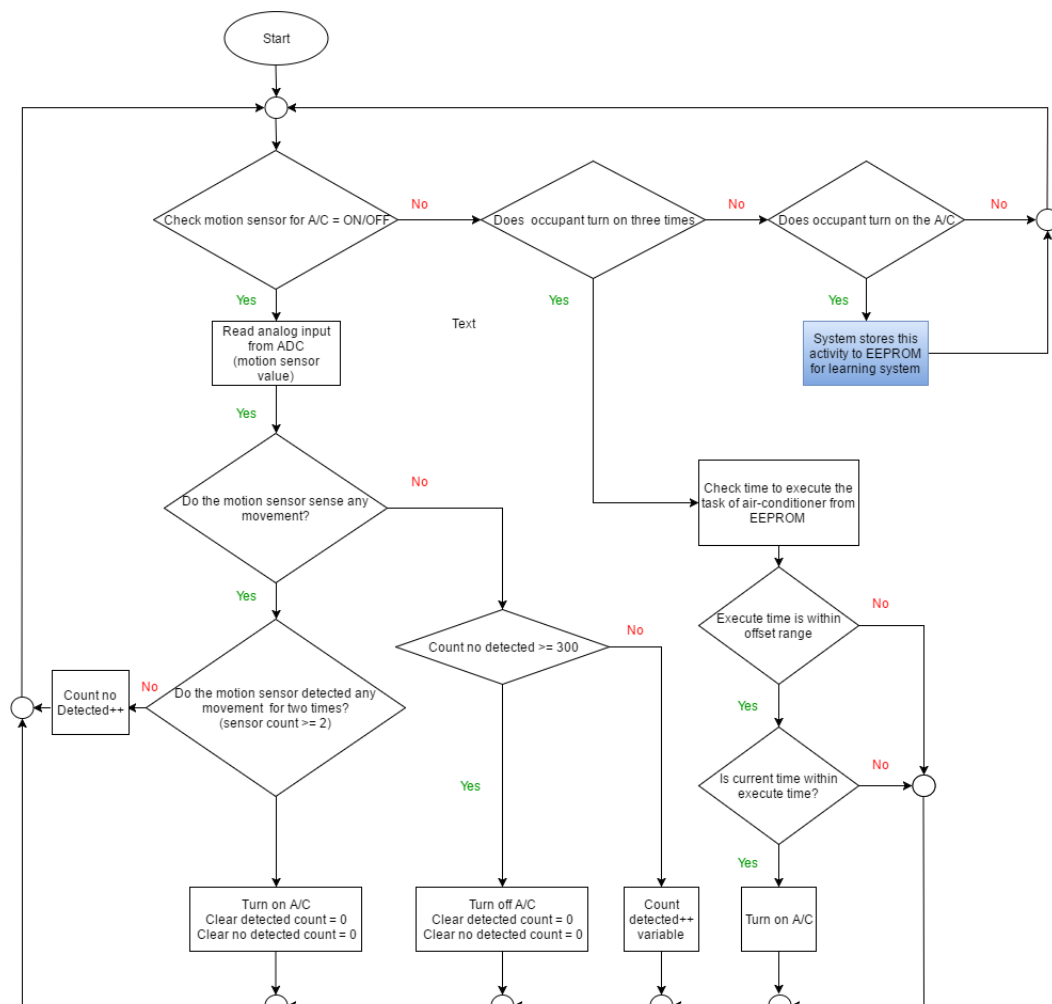 Start
Check motion sensor for A/C = ON/OFF
No
Does occupant turn on three times
No
Does occupant turn on the A/C
No
Yes
Yes
Yes
Text
Read analog input
from ADC
(motion sensor
value)
System stores this
activity to EEPROM
for learning system
Yes
No
Do the motion sensor sense any
movement?
Check time to execute the
task of air-conditioner from
EEPROM
Yes
No
Execute time is within
offset range
No
Count no detected >= 300
No
Count no
Detected++
Do the motion sensor detected any
movement for two times?
(sensor count >= 2)
Yes
Yes
Is current time within
execute time?
No
Yes
Turn on A/C
Clear detected count = 0
Clear no detected count = 0
Turn off A/C
Clear detected count = 0
Clear no detected count = 0
Count
detected++
variable
Turn on A/C